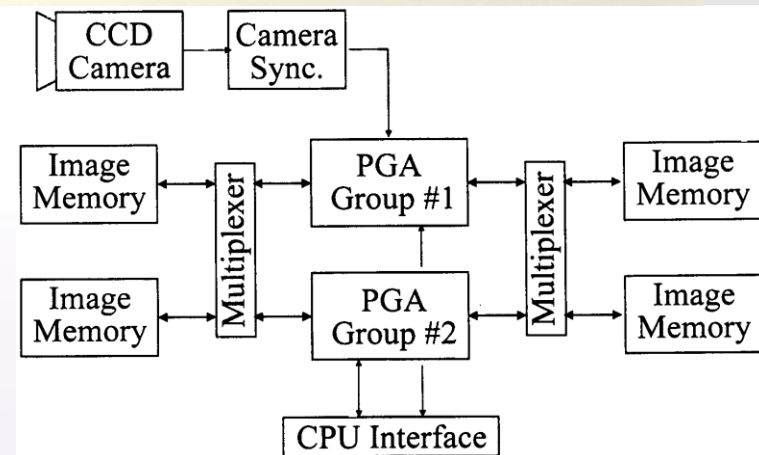 CCD
Camera
Camera
Sync.
Image
Memory
Multiplexer
PGA
Group #1
Multiplexer
Image
Memory
Image
Memory
PGA
Group #2
Image
Memory
CPU Interface